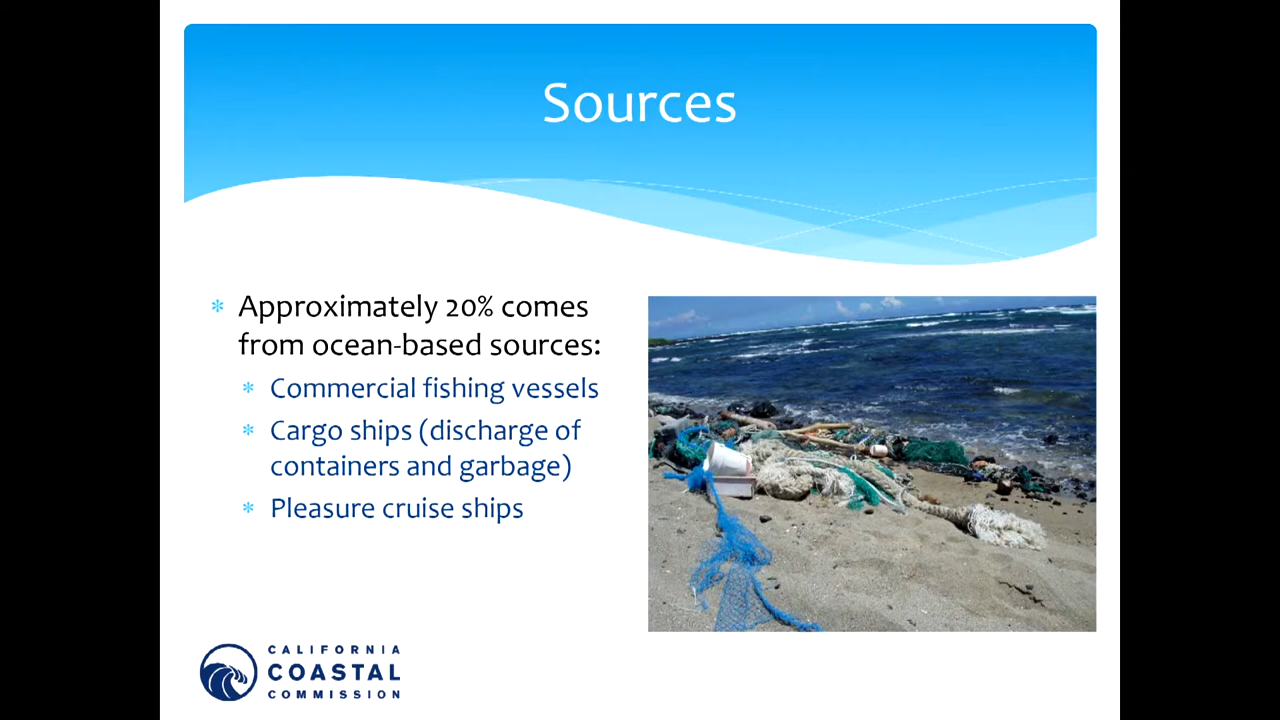 Sources
* Approximately 20% comes
from ocean-based sources:
* Commercial fishing vessels
* Cargo ships (discharge of
containers and garbage)
* Pleasure cruise ships
CALIFORNIA
COASTAL
COMMISSION